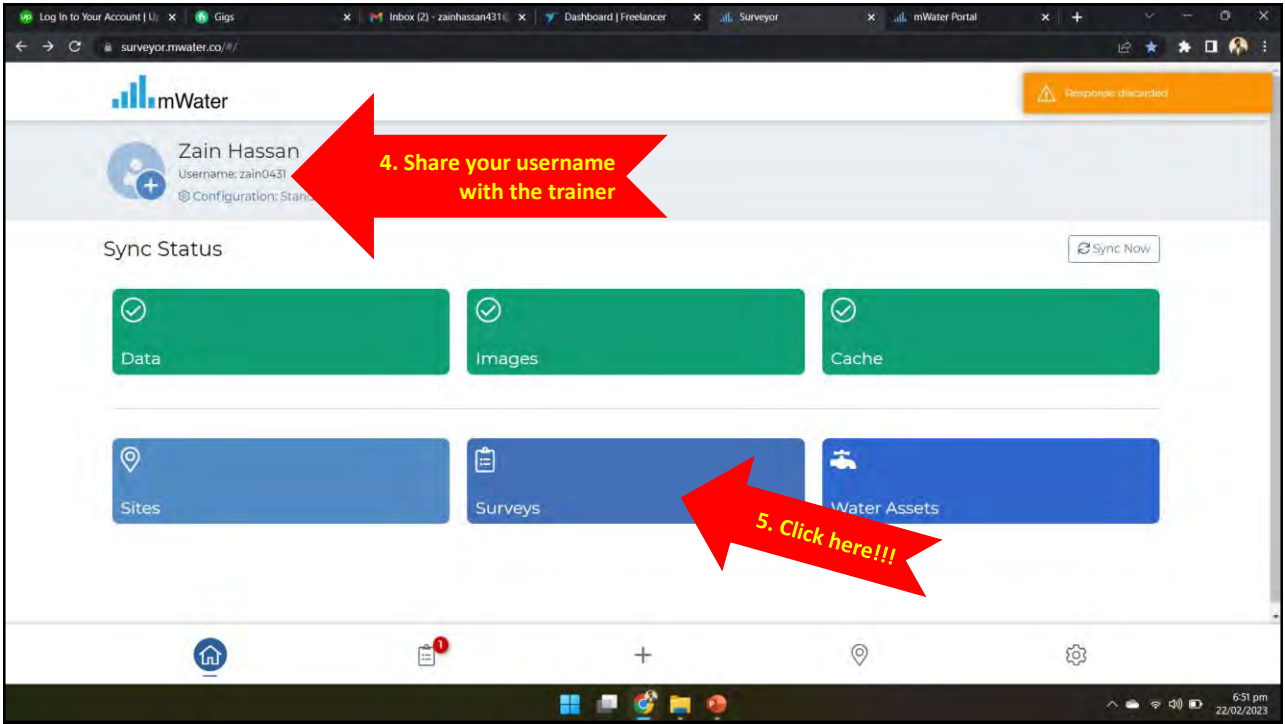 Log In to Your Account | U
Gigs
Inbox (2) - zainhassan431
Dashboard | Freelancer
Surveyor
mWater Portal
surveyor.mwater.co/#/
mWater
Response discarded
Zain Hassan
Username: zain0431
Configuration: Stand
4. Share your username
with the trainer
Sync Status
Sync Now
Data
Images
Cache
Sites
Surveys
Water Assets
5. Click here!!!
1
6:51 pm
22/02/2023